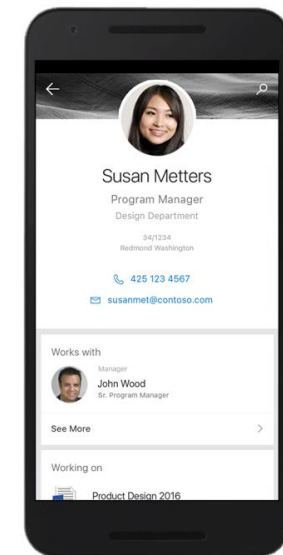 Susan Metters
Program Manager
Design Department
34/1234
Redmond Washington
425 123 4567
susanmet@contoso.com
Works with
Manager
John Wood
Sr. Program Manager
See More
Working on
Product Design 2016